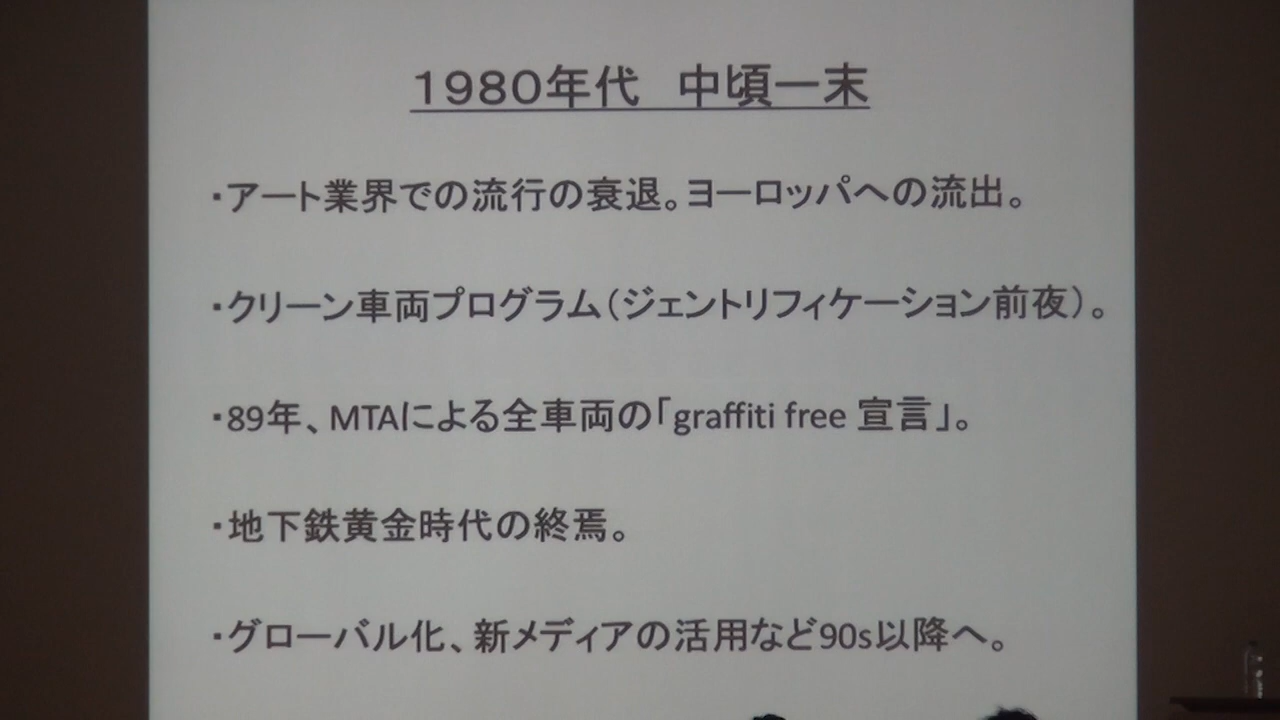 1980年代　中頃ー末
・アート業界での流行の衰退。ヨーロッパへの流出。
・クリーン車両プログラム（ジェントリフィケーション前夜）。
・89年、MTAによる全車両の「graffiti free 宣言」。
・地下鉄黄金時代の終焉。
・グローバル化、新メディアの活用など90s以降へ。